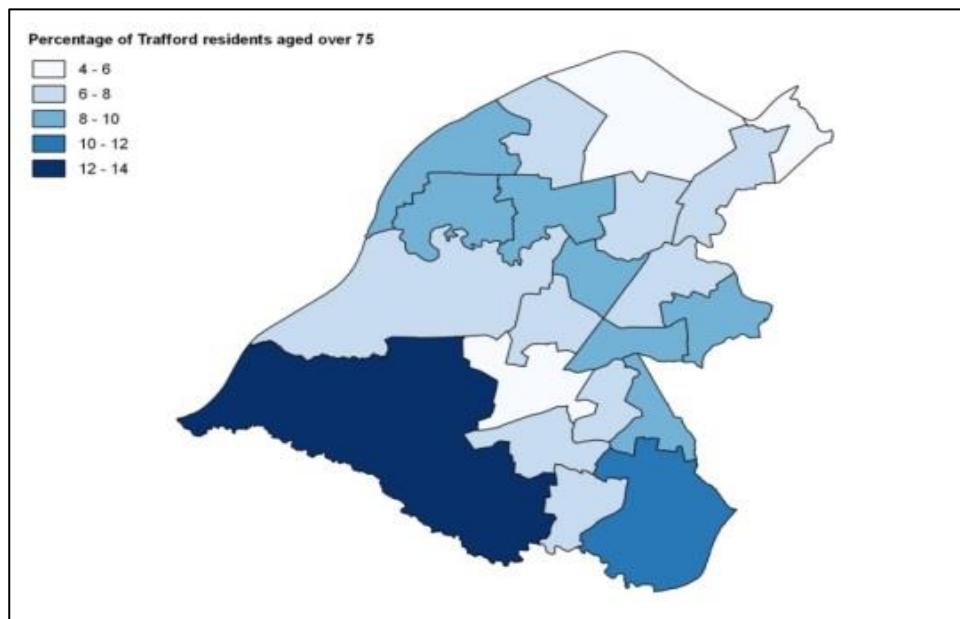 Percentage of Trafford residents aged over 75
4 - 6
6 - 8
8 - 10
10 - 12
12 - 14